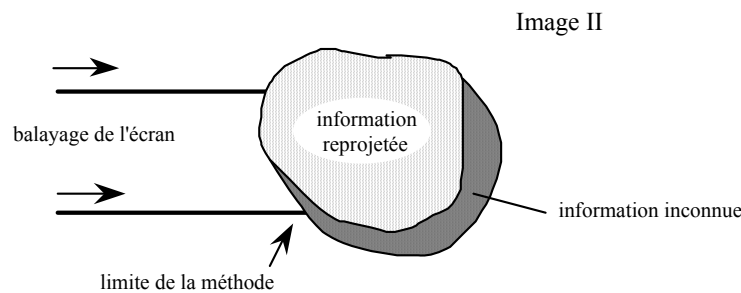 Image II
balayage de l'écran
information
reprojetée
information inconnue
limite de la méthode